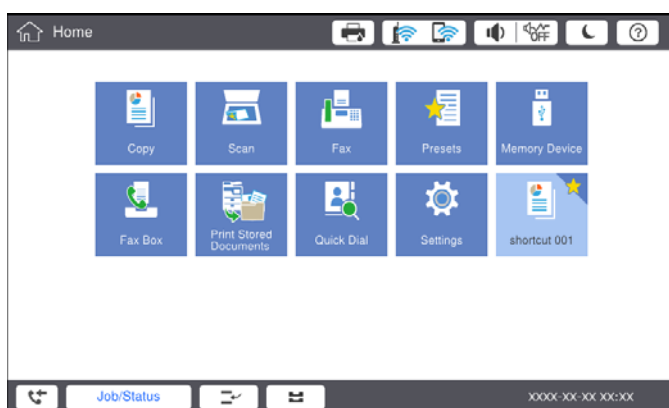 Home
OFF
?
Copy
Scan
Fax
Presets
Memory Device
Fax Box
Print Stored
Documents
Quick Dial
Settings
shortcut 001
Job/Status
XXXX-XX-XX XX:XX